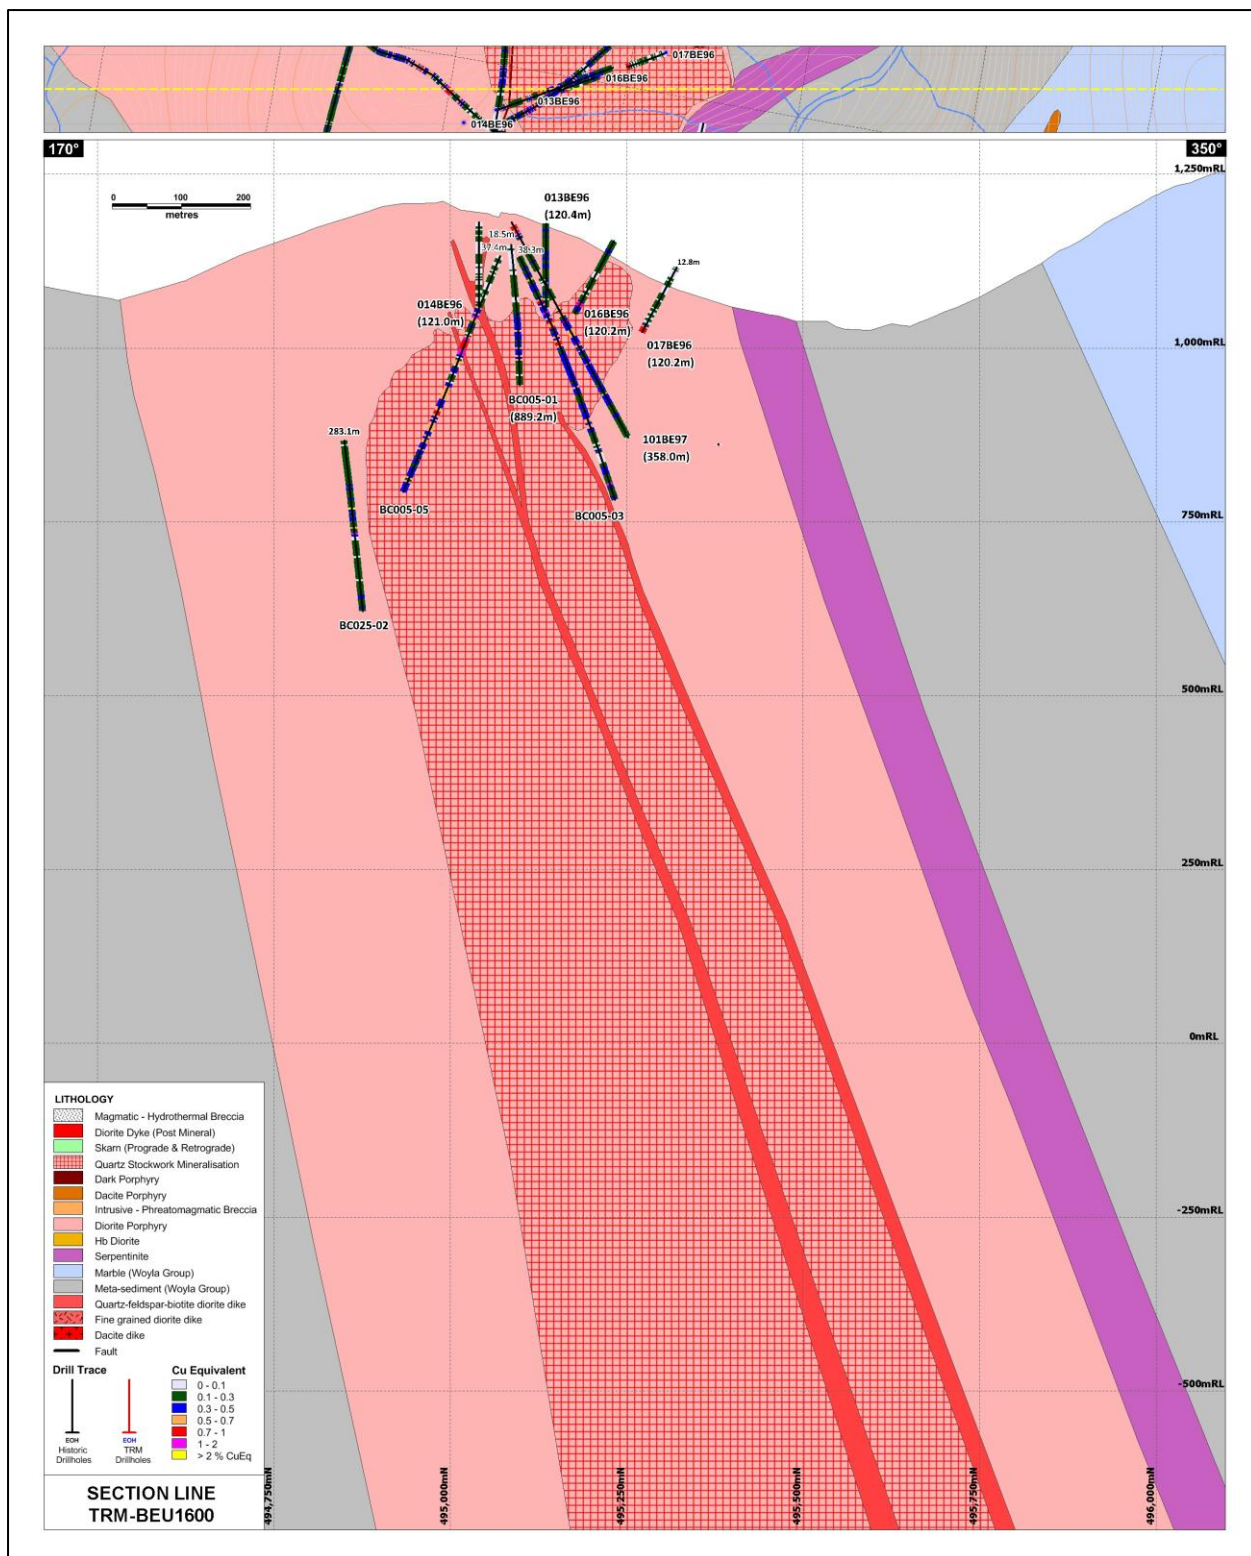 017BE96
016BE96
013BE96
014BE96
170°
350°
1,250mRL
0 100 200
metres
013BE96
(120.4m)
18.5m
37.4m
38.3m
12.8m
014BE96
(121.0m)
016BE96
(120.2m)
017BE96
(120.2m)
1,000mRL
BC005-01
(889.2m)
283.1m
101BE97
(358.0m)
BC005-05
BC005-03
750mRL
BC025-02
500mRL
250mRL
0mRL
-250mRL
-500mRL
LITHOLOGY
Magmatic - Hydrothermal Breccia
Diorite Dyke (Post Mineral)
Skarn (Prograde & Retrograde)
Quartz Stockwork Mineralisation
Dark Porphyry
Dacite Porphyry
Intrusive - Phreatomagmatic Breccia
Diorite Porphyry
Hb Diorite
Serpentinite
Marble (Woyla Group)
Meta-sediment (Woyla Group)
Quartz-feldspar-biotite diorite dike
Fine grained diorite dike
Dacite dike
Fault
Drill Trace
EOH
Historic
Drillholes
EOH
TRM
Drillholes
Cu Equivalent
0 - 0.1
0.1 - 0.3
0.3 - 0.5
0.5 - 0.7
0.7 - 1
1 - 2
> 2 % CuEq
SECTION LINE
TRM-BEU1600
494,750mN
495,000mN
495,250mN
495,500mN
495,750mN
496,000mN